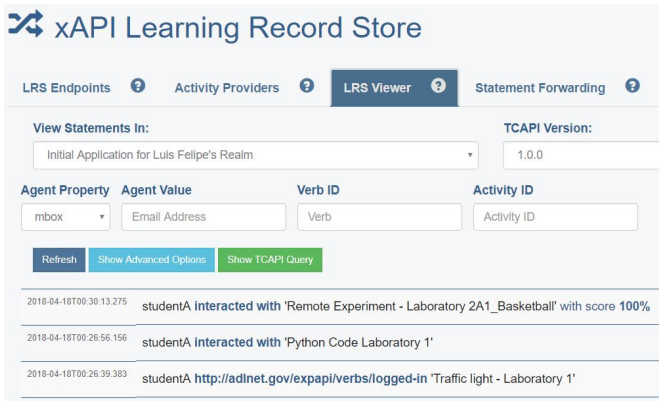 xAPI Learning Record Store
LRS Endpoints ? Activity Providers ? LRS Viewer ? Statement Forwarding ?
View Statements In: TCAPI Version:
Initial Application for Luis Felipe's Realm 1.0.0
Agent Property Agent Value Verb ID Activity ID
mbox Email Address Verb Activity ID
Refresh Show Advanced Options Show TCAPI Query
2018-04-18T00:30:13.275 studentA interacted with 'Remote Experiment - Laboratory 2A1_Basketball' with score 100%
2018-04-18T00:26:56.156 studentA interacted with 'Python Code Laboratory 1'
2018-04-18T00:26:39.383 studentA http://adlnet.gov/expapi/verbs/logged-in 'Traffic light - Laboratory 1'